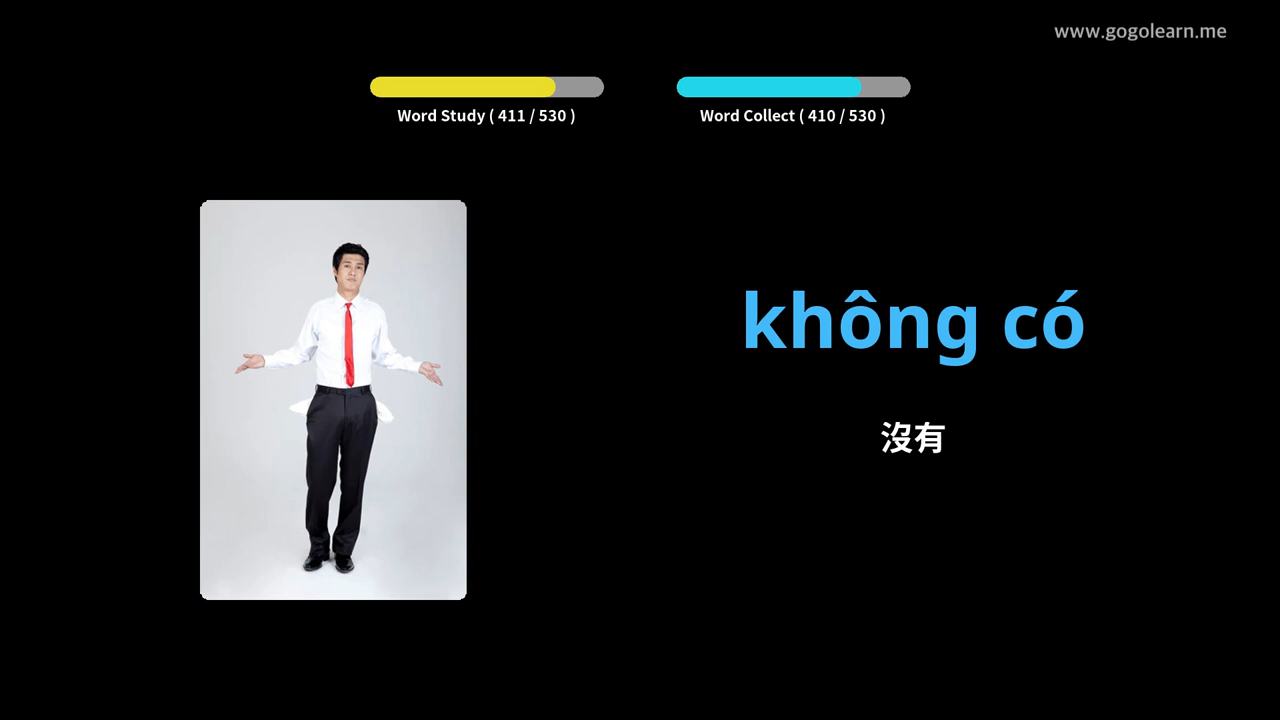 www.gogolearn.me
Word Study ( 411 / 530 )
Word Collect ( 410 / 530 )
không có
沒有